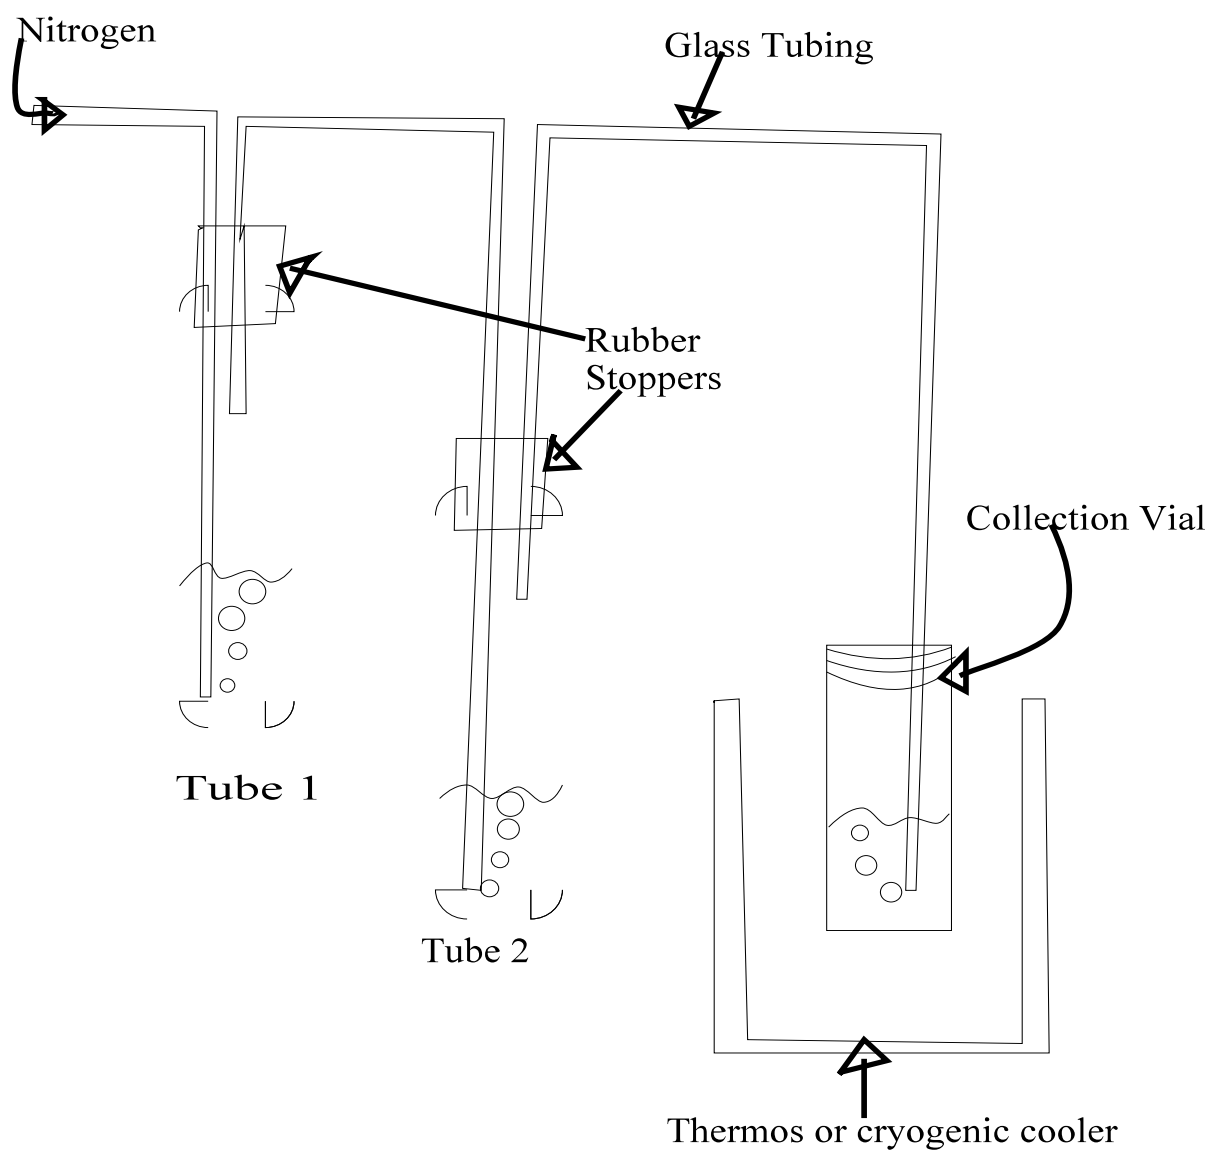 Nitrogen
Glass Tubing
Rubber
Stoppers
Collection Vial
Tube 1
Tube 2
Thermos or cryogenic cooler